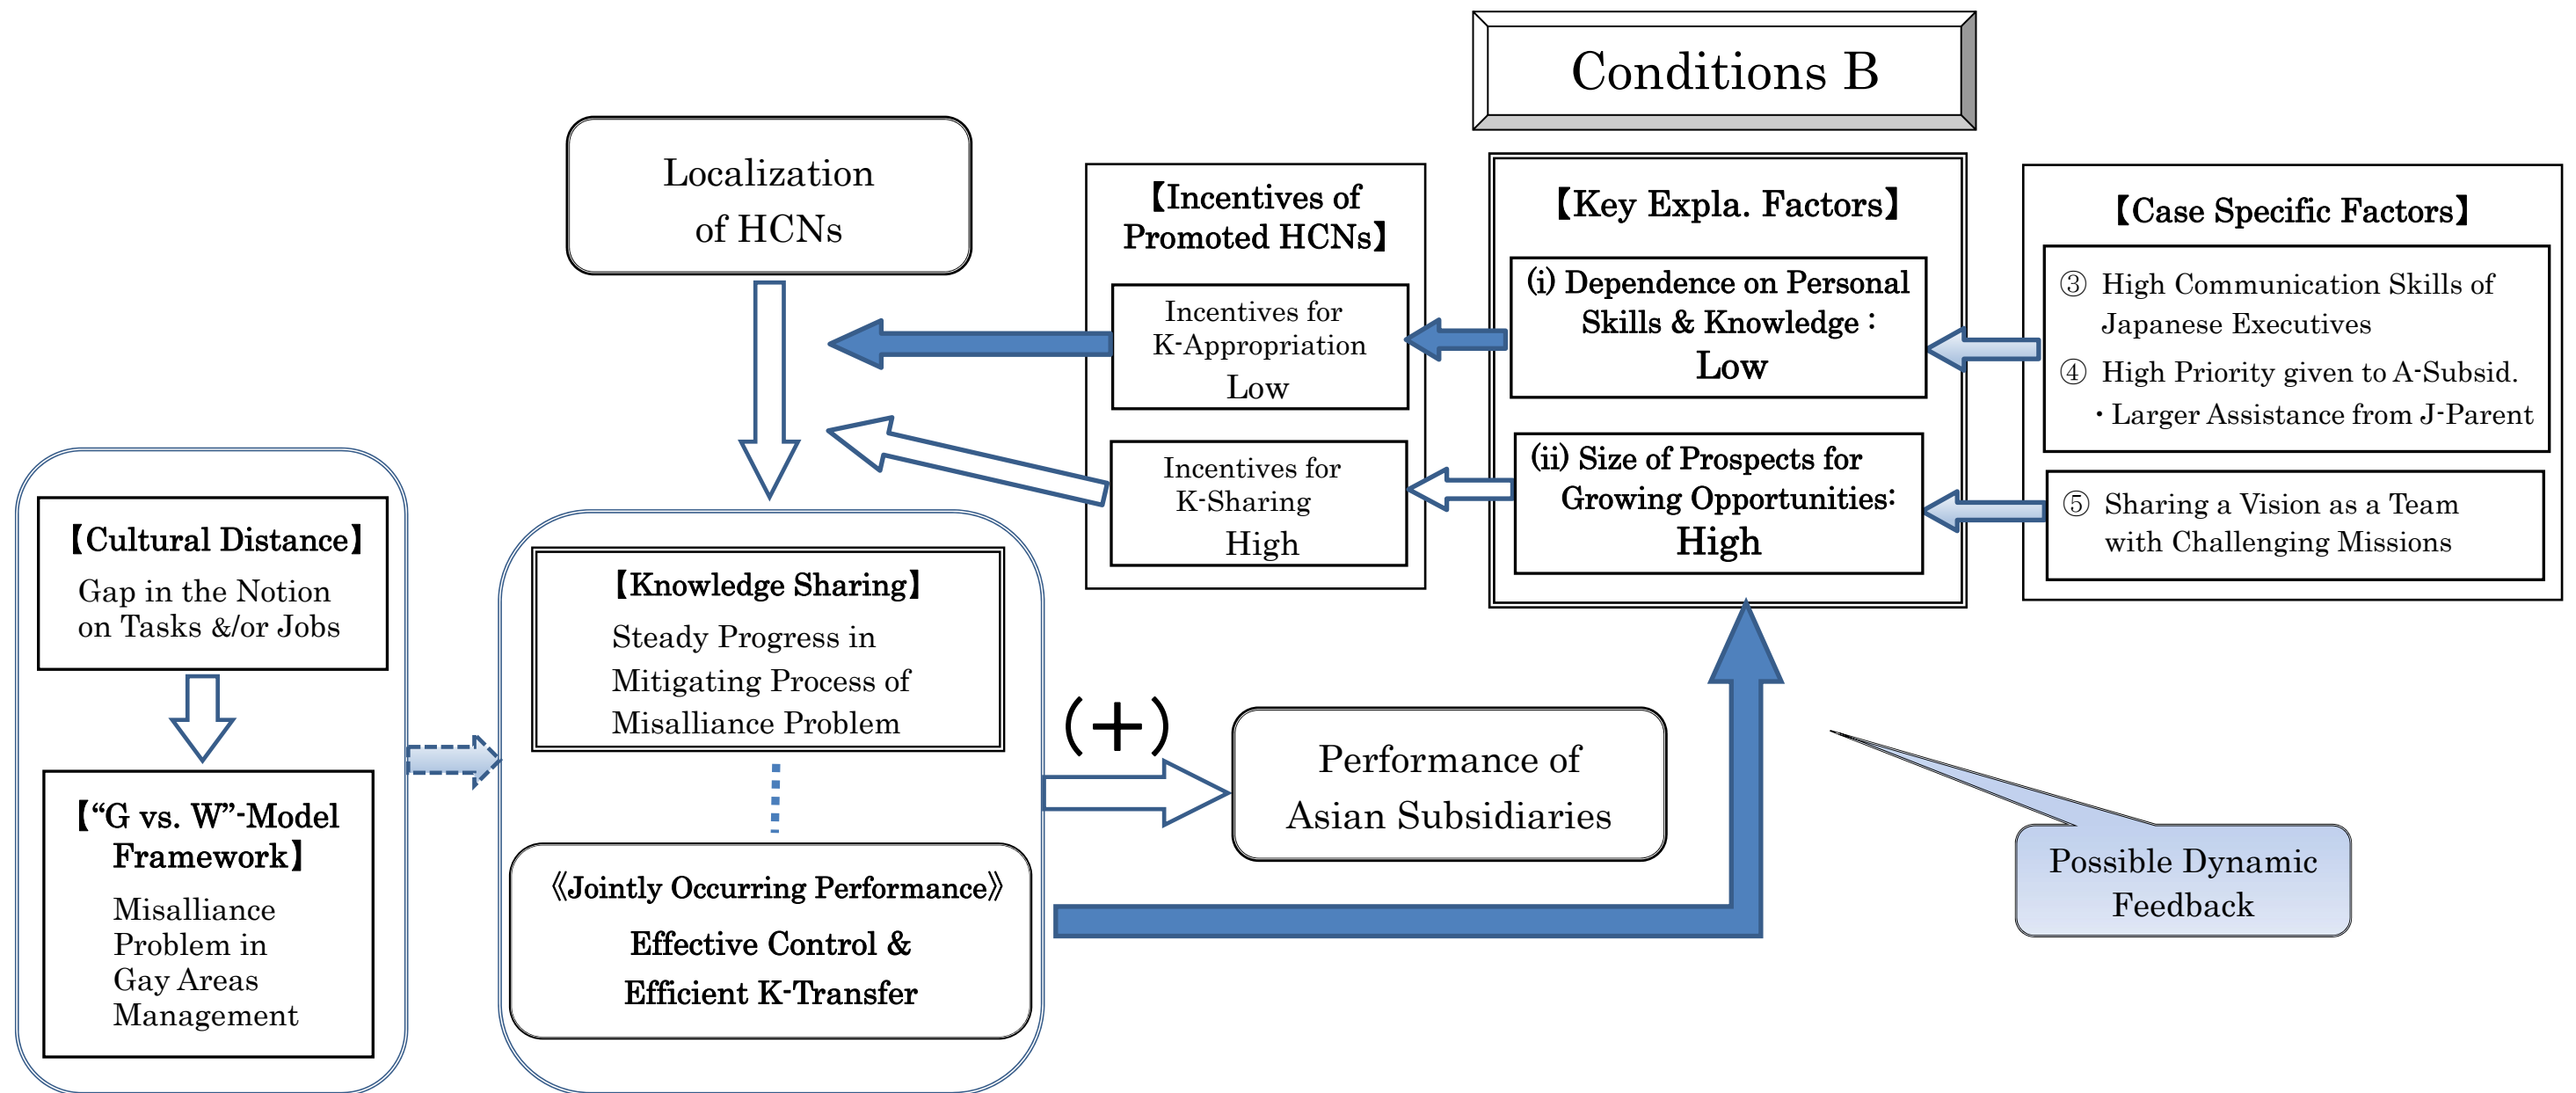 Conditions B
Localization
of HCNs
【Incentives of
Promoted HCNs】
Incentives for
K-Appropriation
Low
Incentives for
K-Sharing
High
【Key Expla. Factors】
(i) Dependence on Personal
Skills & Knowledge :
Low
(ii) Size of Prospects for
Growing Opportunities:
High
【Case Specific Factors】
③ High Communication Skills of
Japanese Executives
④ High Priority given to A-Subsid.
・Larger Assistance from J-Parent
⑤ Sharing a Vision as a Team
with Challenging Missions
【Cultural Distance】
Gap in the Notion
on Tasks &/or Jobs
【“G vs. W”-Model
Framework】
Misalliance
Problem in
Gay Areas
Management
【Knowledge Sharing】
Steady Progress in
Mitigating Process of
Misalliance Problem
《Jointly Occurring Performance》
Effective Control &
Efficient K-Transfer
(+)
Performance of
Asian Subsidiaries
Possible Dynamic
Feedback